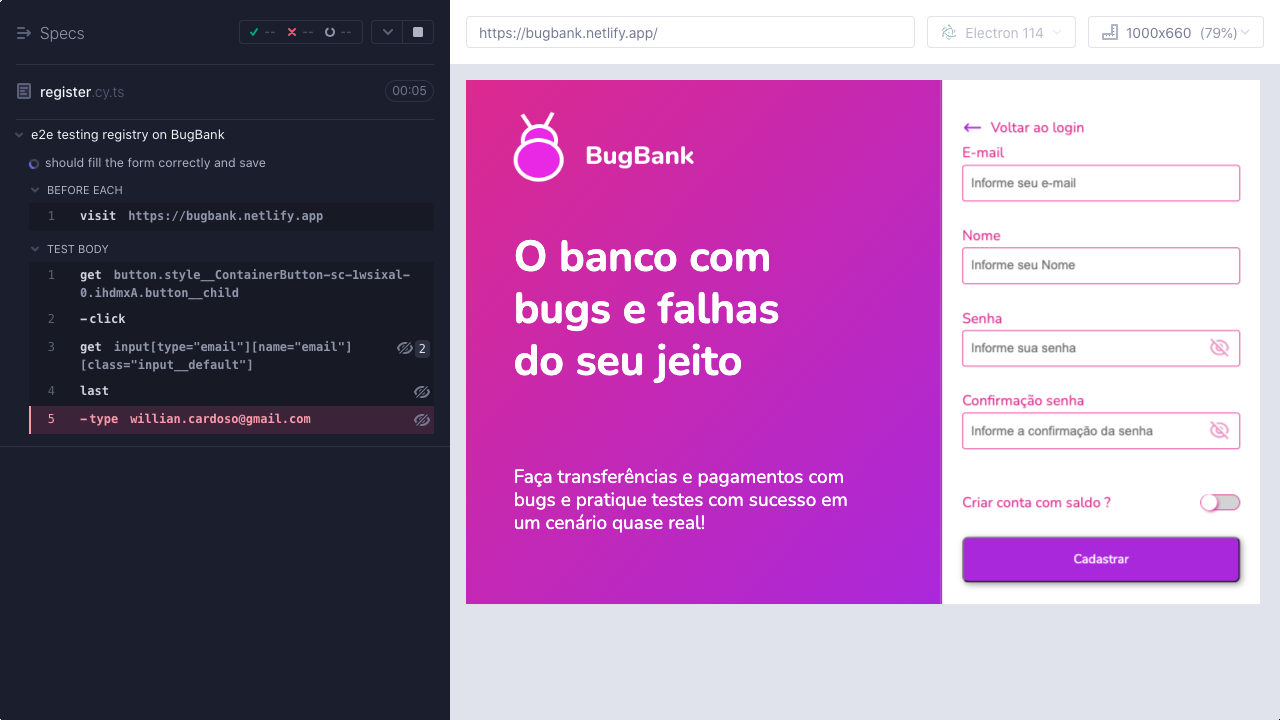 Specs
-- -- --
register.cy.ts
00:05
e2e testing registry on BugBank
should fill the form correctly and save
BEFORE EACH
1 visit https://bugbank.netlify.app
TEST BODY
1 get button.style__ContainerButton-sc-1wsixal-
0.ihdmxA.button__child
2 -click
3 get input[type="email"][name="email"] 2
[class="input__default"]
4 last
5 -type willian.cardoso@gmail.com
https://bugbank.netlify.app/
Electron 114
1000x660 (79%)
BugBank
O banco com
bugs e falhas
do seu jeito
Faça transferências e pagamentos com
bugs e pratique testes com sucesso em
um cenário quase real!
Voltar ao login
E-mail
Informe seu e-mail
Nome
Informe seu Nome
Senha
Informe sua senha
Confirmação senha
Informe a confirmação da senha
Criar conta com saldo ?
Cadastrar